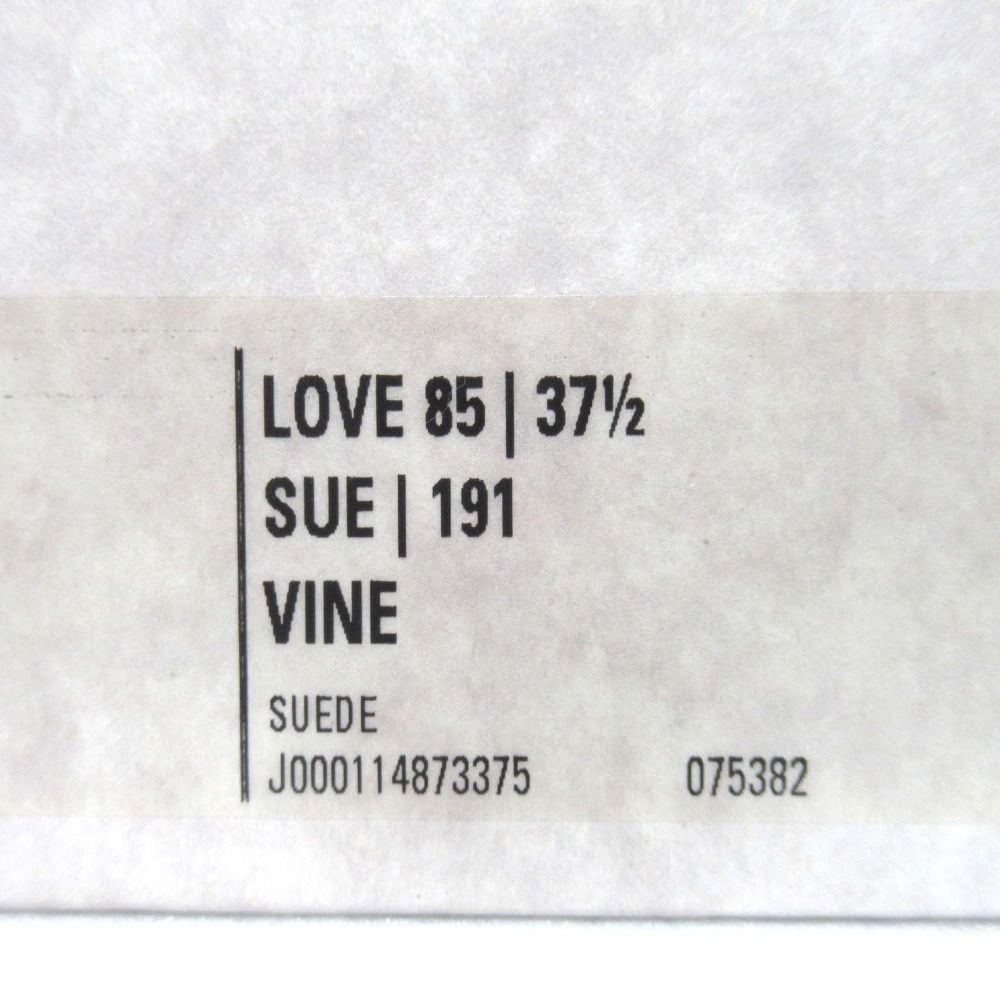 LOVE 85 | 37½
SUE | 191
VINE
SUEDE
J000114873375 075382